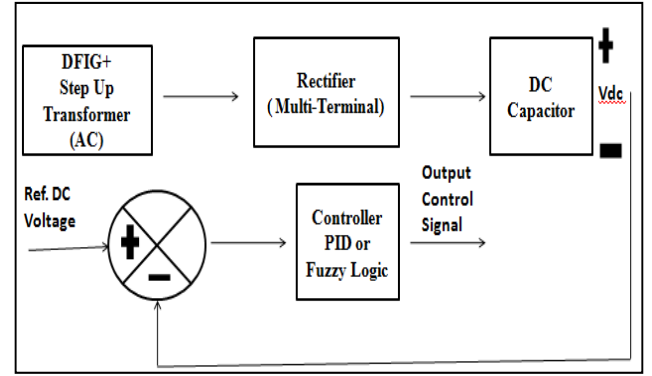 DFIG+
Step Up
Transformer
(AC)
Rectifier
(Multi-Terminal)
DC
Capacitor
+
Vdc
-
Ref. DC
Voltage
+
-
Controller
PID or
Fuzzy Logic
Output
Control
Signal